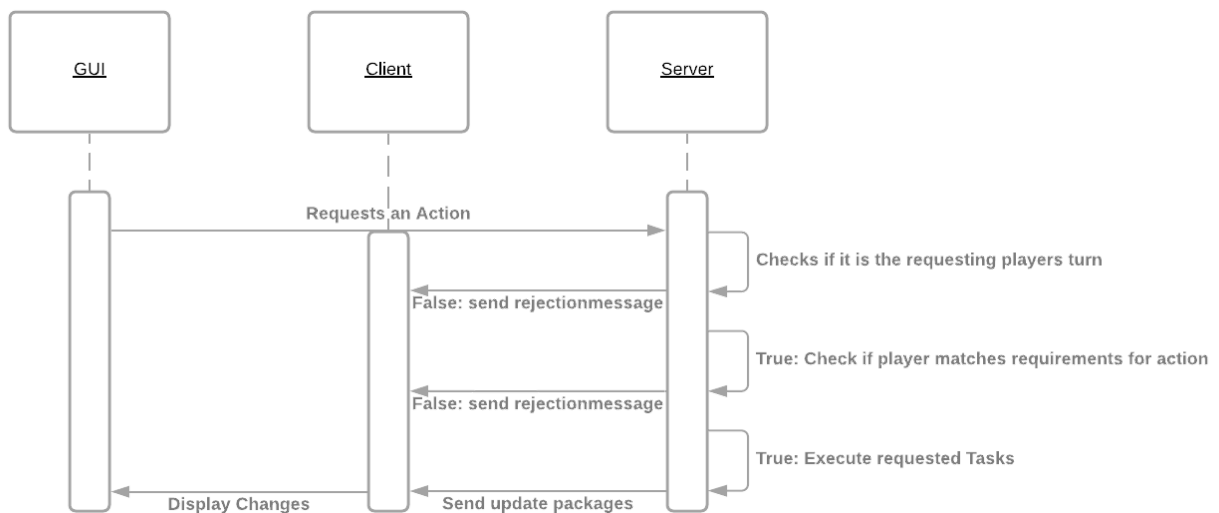 GUI
Client
Server
Requests an Action
Checks if it is the requesting players turn
False: send rejectionmessage
True: Check if player matches requirements for action
False: send rejectionmessage
True: Execute requested Tasks
Display Changes
Send update packages